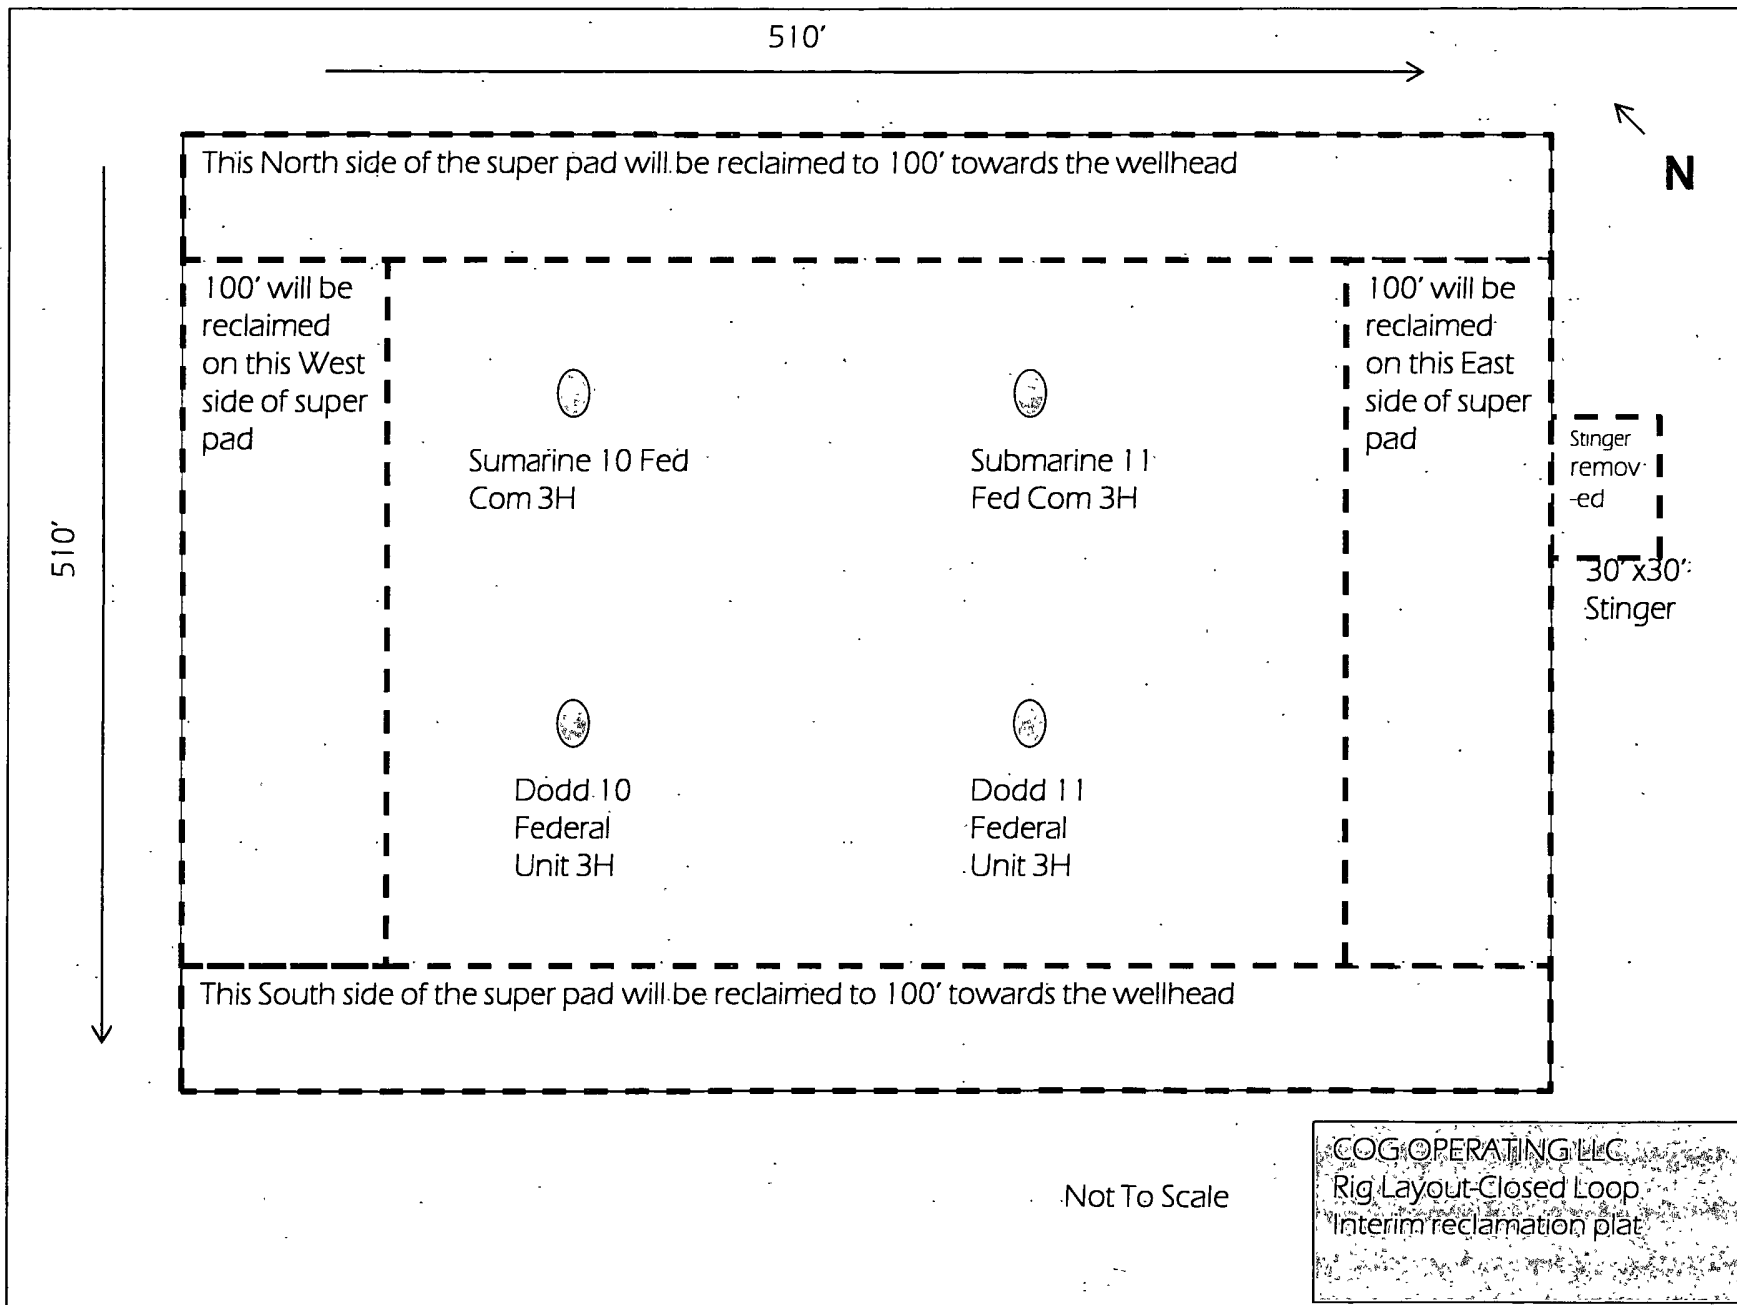 510'
N
This North side of the super pad will be reclaimed to 100' towards the wellhead
100' will be
reclaimed
on this West
side of super
pad
100' will be
reclaimed
on this East
side of super
pad
Sumarine 10 Fed
Com 3H
Submarine 11
Fed Com 3H
Stinger
remov
-ed
30' x30'
Stinger
510'
Dodd 10
Federal
Unit 3H
Dodd 11
Federal
Unit 3H
This South side of the super pad will be reclaimed to 100' towards the wellhead
Not To Scale
COG OPERATING LLC
Rig Layout-Closed Loop
Interim reclamation plat